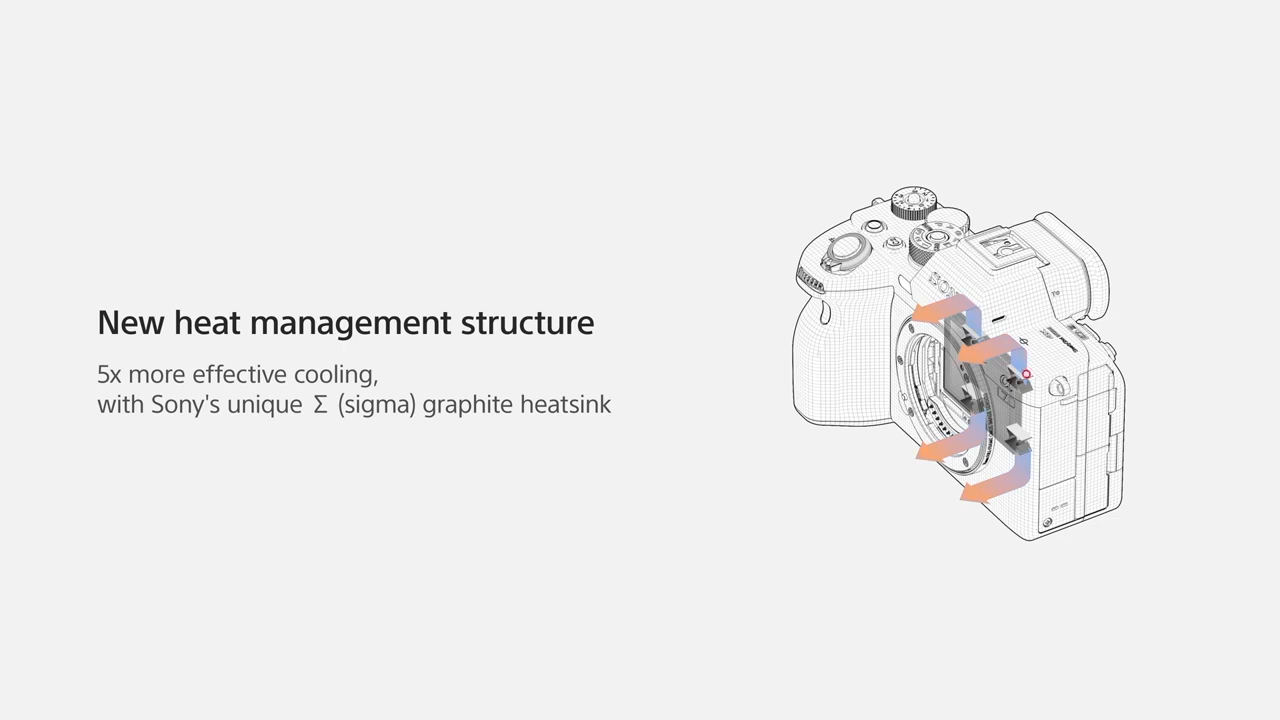 New heat management structure
5x more effective cooling,
with Sony's unique Σ (sigma) graphite heatsink